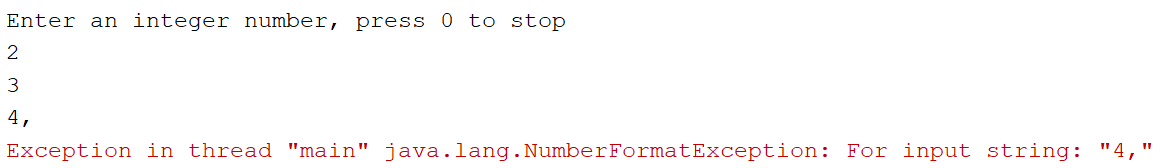 Enter an integer number, press 0 to stop
2
3
4,
Exception in thread "main" java.lang.NumberFormatException: For input string: "4,"